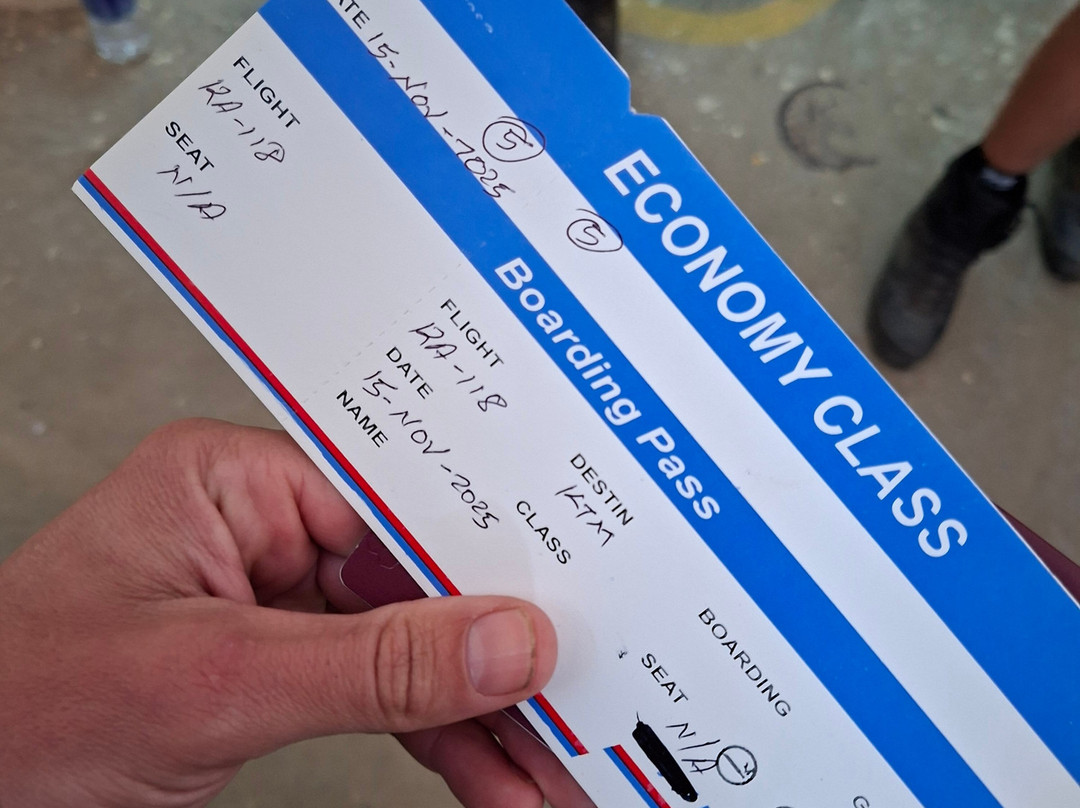 ECONOMY CLASS
ATE 15-NOV-2025
5
5
FLIGHT
RA-118
SEAT
N/A
Boarding Pass
FLIGHT
RA-118
DATE
15-NOV-2025
NAME
DESTIN
KTM
CLASS
BOARDING
SEAT
N/A